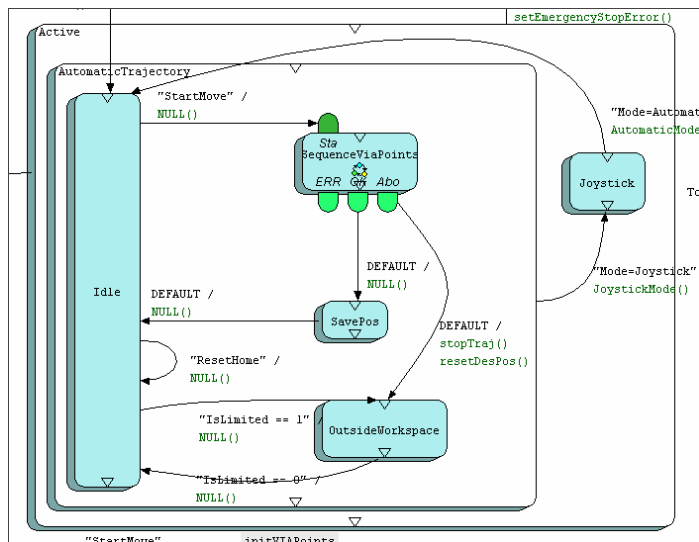 setEmergencyStopError()
Active
AutomaticTrajectory
"StartMove" /
NULL()
"Mode=Automat
AutomaticMode
Sta
SequenceViaPoints
ERR Abo
Joystick
To
Idle
DEFAULT /
NULL()
"Mode=Joystick"
JoystickMode()
DEFAULT /
NULL()
SavePos
DEFAULT /
stopTraj()
resetDesPos()
"ResetHome" /
NULL()
"IsLimited == 1" /
NULL()
OutsideWorkspace
"IsLimited == 0" /
NULL()
"StartMove"
initVIAPoints